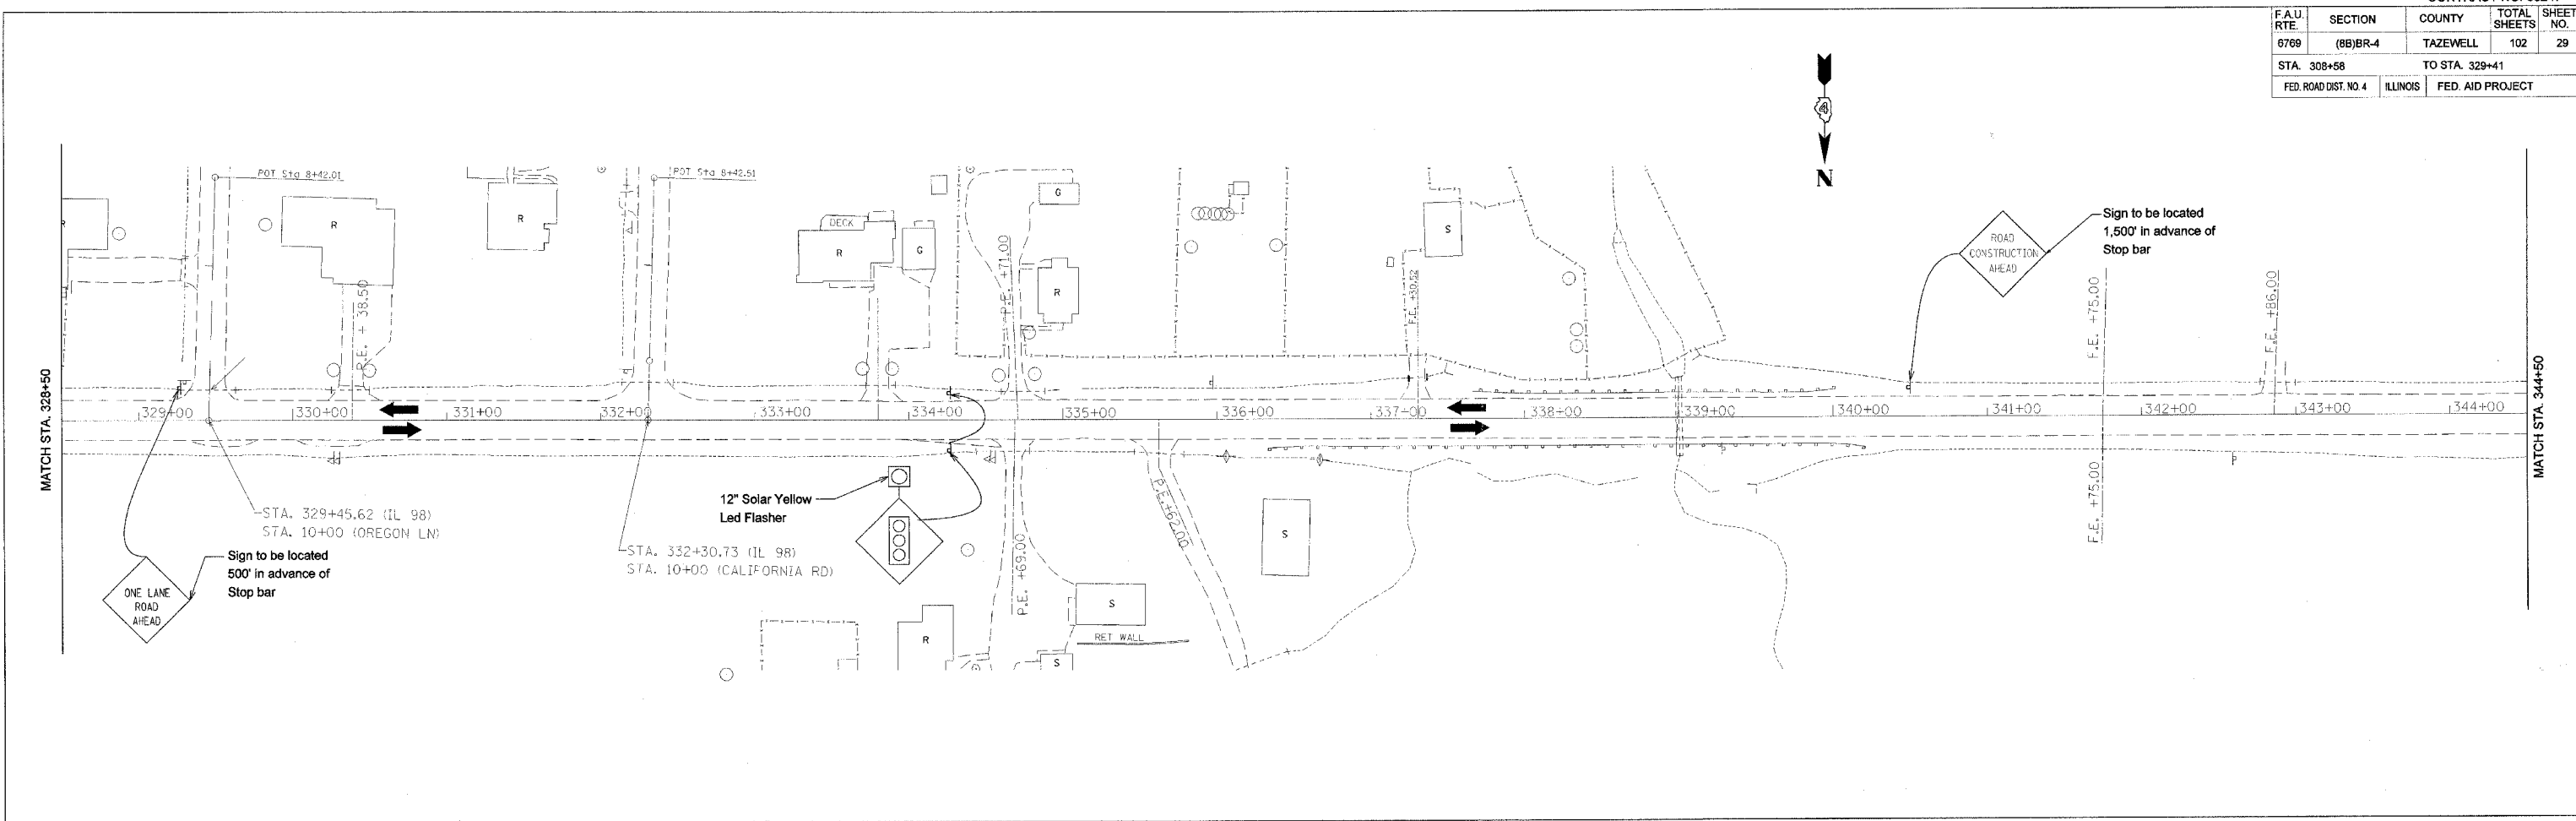 F.A.U. RTE.
SECTION
COUNTY
TOTAL SHEETS
SHEET NO.
6769
(8B)BR-4
TAZEWELL
102
29
STA. 308+58 TO STA. 329+41
FED. ROAD DIST. NO. 4
ILLINOIS
FED. AID PROJECT
N
MATCH STA. 328+50
POT Sta 8+42.01
POT Sta 8+42.51
R
R
R
DECK
R
G
G
R
S
P.E. + 38.50
P.E. +71.00
F.E. +30.52
ROAD
CONSTRUCTION
AHEAD
Sign to be located
1,500' in advance of
Stop bar
F.E. +75.00
F.E. +86.00
329+00
330+00
331+00
332+00
333+00
334+00
335+00
336+00
337+00
338+00
339+00
340+00
341+00
342+00
343+00
344+00
MATCH STA. 344+50
STA. 329+45.62 (IL 98)
STA. 10+00 (OREGON LN)
Sign to be located
500' in advance of
Stop bar
ONE LANE
ROAD
AHEAD
STA. 332+30.73 (IL 98)
STA. 10+00 (CALIFORNIA RD)
12" Solar Yellow
Led Flasher
P.E. +69.00
P.E. +62.00
F.E. +75.00
S
S
R
RET WALL
S